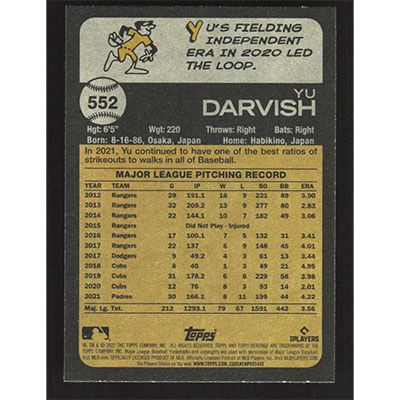 YU'S FIELDING
INDEPENDENT
ERA IN 2020 LED
THE LOOP.
552
YU
DARVISH
Hgt: 6'5" Wgt: 220 Throws: Right Bats: Right
Born: 8-16-86, Osaka, Japan Home: Habikino, Japan
In 2021, Yu continued to have one of the best ratios of
strikeouts to walks in all of Baseball.
MAJOR LEAGUE PITCHING RECORD
YEAR TEAM G IP W L SO BB ERA
2012 Rangers 29 191.1 16 9 221 89 3.90
2013 Rangers 32 209.2 13 9 277 80 2.83
2014 Rangers 22 144.1 10 7 182 49 3.06
2015 Rangers Did Not Play - Injured
2016 Rangers 17 100.1 7 5 132 31 3.41
2017 Rangers 22 137 6 9 148 45 4.01
2017 Dodgers 9 49.2 4 3 61 13 3.44
2018 Cubs 8 40 1 3 49 21 4.95
2019 Cubs 31 178.2 6 8 229 56 3.98
2020 Cubs 12 76 8 3 93 14 2.01
2021 Padres 30 166.1 8 11 199 44 4.22
Maj. Lg. Tot. 212 1293.1 79 67 1591 442 3.56
Topps
PLAYERS